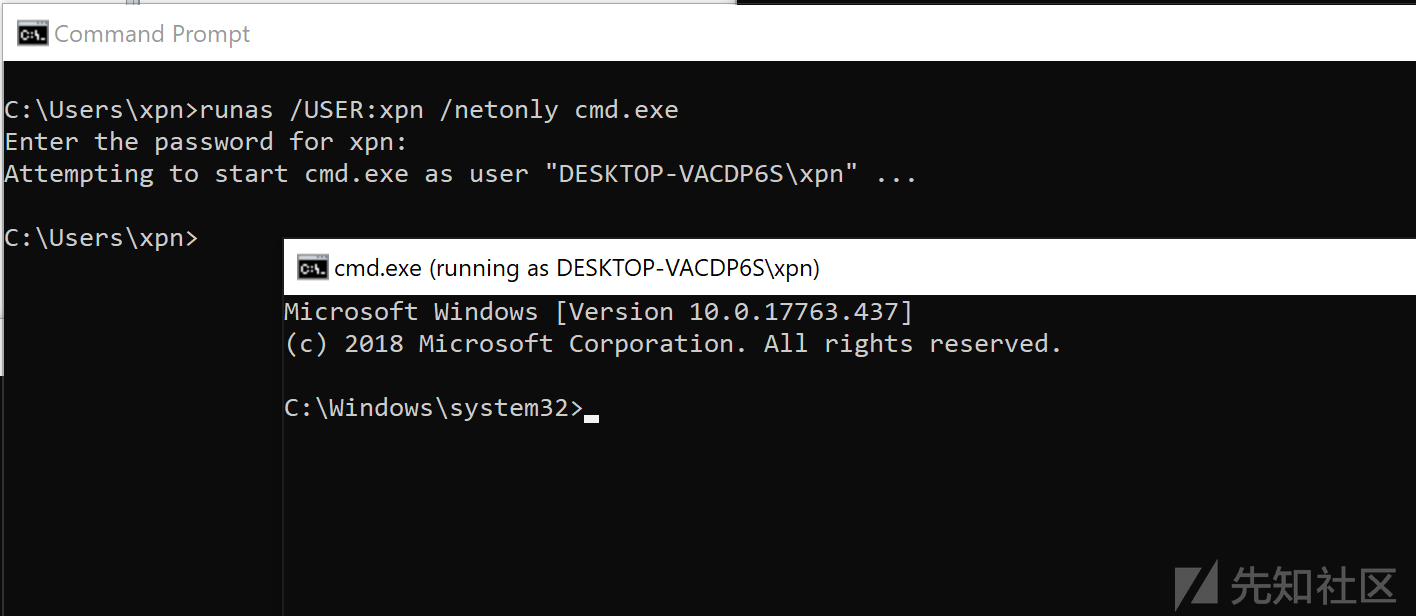 Command Prompt
C:\Users\xpn>runas /USER:xpn /netonly cmd.exe
Enter the password for xpn:
Attempting to start cmd.exe as user "DESKTOP-VACDP6S\xpn" ...
C:\Users\xpn>
cmd.exe (running as DESKTOP-VACDP6S\xpn)
Microsoft Windows [Version 10.0.17763.437]
(c) 2018 Microsoft Corporation. All rights reserved.
C:\Windows\system32>
先知社区